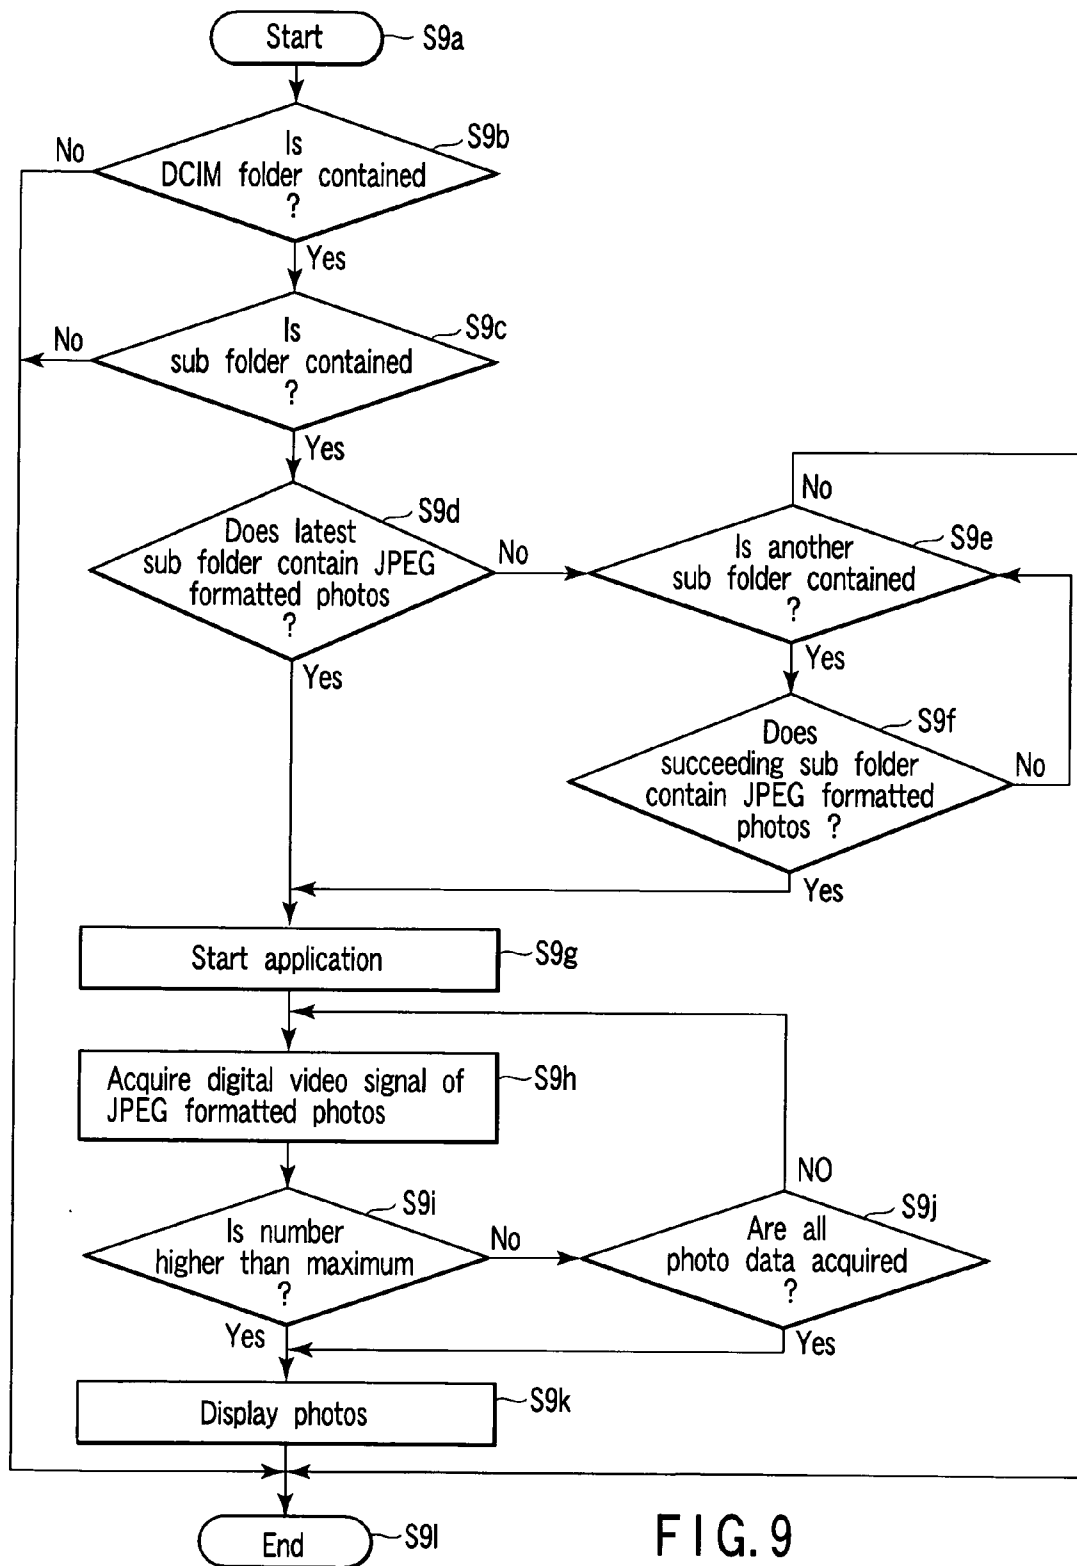 Start
S9a
Is
DCIM folder contained
?
S9b
No
Yes
Is
sub folder contained
?
S9c
No
Yes
Does latest
sub folder contain JPEG
formatted photos
?
S9d
No
Yes
Is another
sub folder contained
?
S9e
No
Yes
Does
succeeding sub folder
contain JPEG formatted
photos ?
S9f
No
Yes
Start application
S9g
Acquire digital video signal of
JPEG formatted photos
S9h
Is number
higher than maximum
?
S9i
No
Yes
Are all
photo data acquired
?
S9j
NO
Yes
Display photos
S9k
End
S9l
FIG. 9